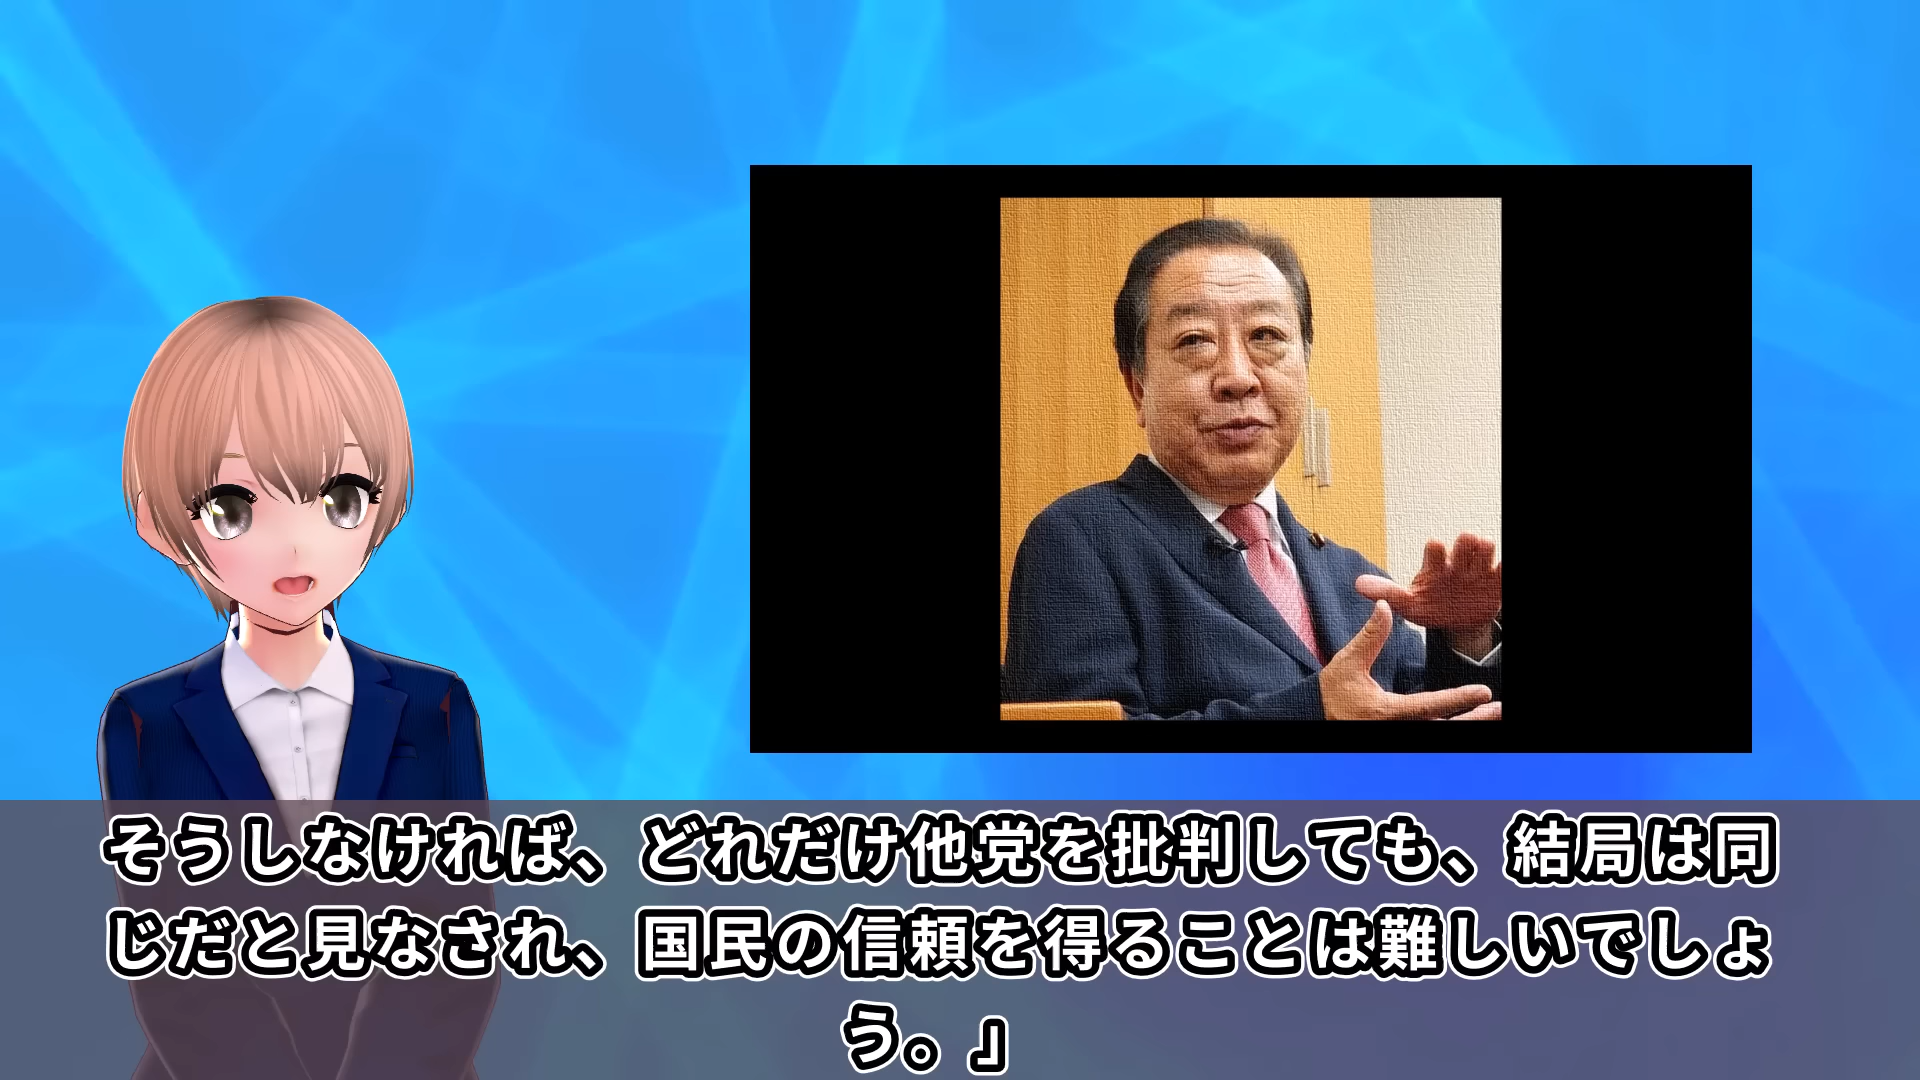 そうしなければ、どれだけ他党を批判しても、結局は同
じだと見なされ、国民の信頼を得ることは難しいでしょ
う。」